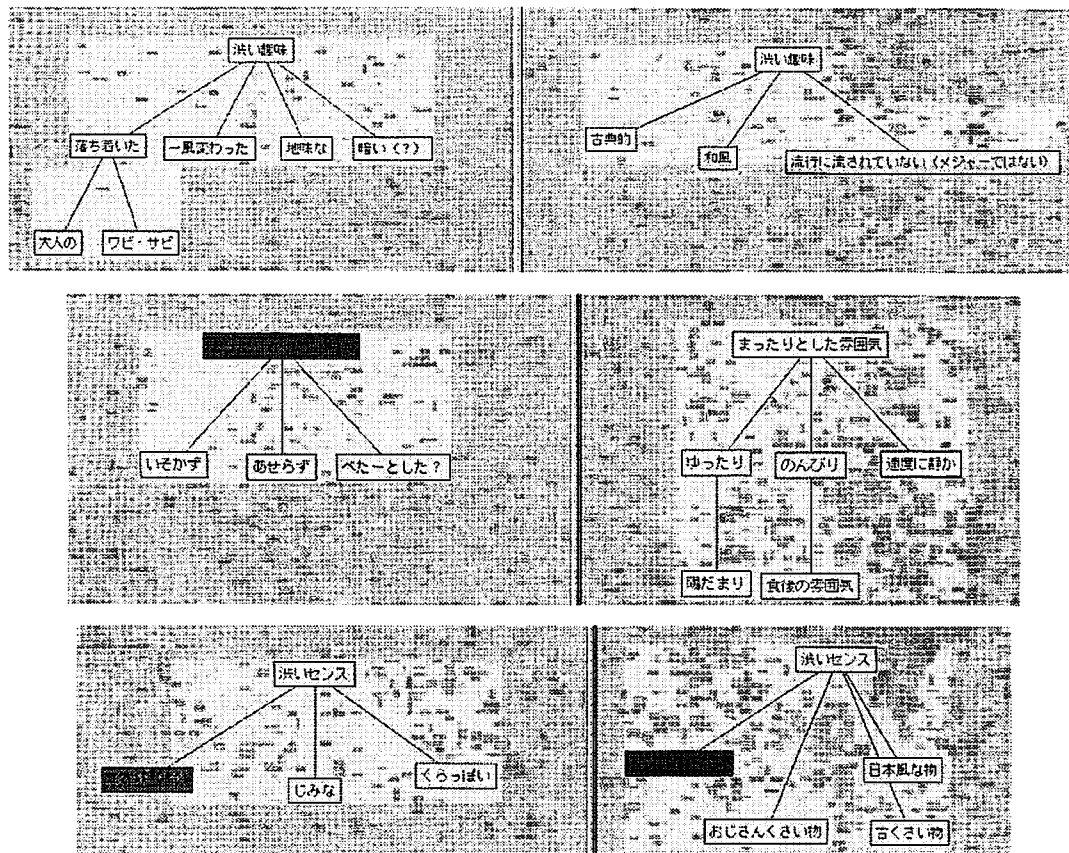 渋い趣味
落ち着いた
一風変わった
地味な
暗い(?)
大人の
ワビ・サビ
渋い趣味
古典的
和風
流行に流されていない(メジャーではない)
いそかず
あせらず
べたーとした?
まったりとした雰囲気
ゆったり
のんびり
適度に静か
陽だまり
食後の雰囲気
渋いセンス
じみな
くらっぽい
渋いセンス
日本風な物
おじさんくさい物
古くさい物